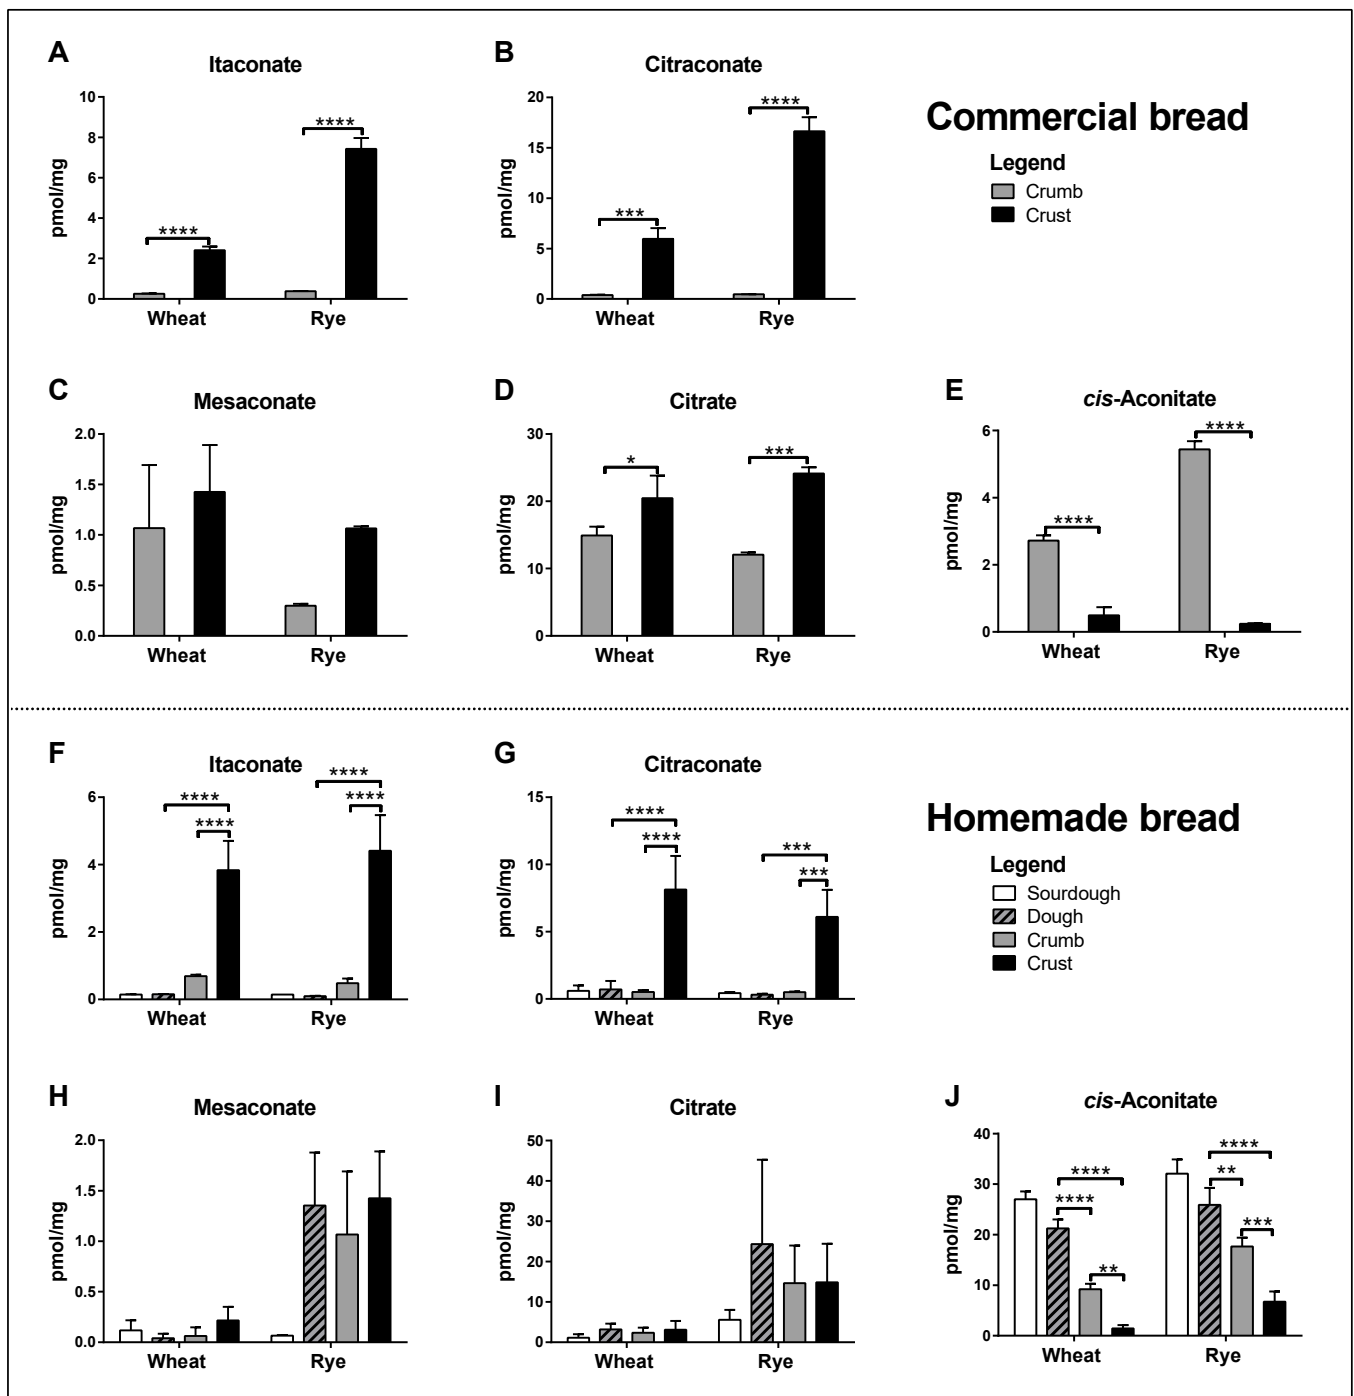 A
Itaconate
pmol/mg
10
8
6
4
2
0
****
****
Wheat
Rye
B
Citraconate
pmol/mg
20
15
10
5
0
***
****
Wheat
Rye
Commercial bread
Legend
Crumb
Crust
C
Mesaconate
pmol/mg
2.0
1.5
1.0
0.5
0.0
Wheat
Rye
D
Citrate
pmol/mg
30
20
10
0
*
***
Wheat
Rye
E
cis-Aconitate
pmol/mg
6
4
2
0
****
****
Wheat
Rye
F
Itaconate
pmol/mg
6
4
2
0
****
****
****
****
Wheat
Rye
G
Citraconate
pmol/mg
15
10
5
0
****
****
***
***
Wheat
Rye
Homemade bread
Legend
Sourdough
Dough
Crumb
Crust
H
Mesaconate
pmol/mg
2.0
1.5
1.0
0.5
0.0
Wheat
Rye
I
Citrate
pmol/mg
50
40
30
20
10
0
Wheat
Rye
J
cis-Aconitate
pmol/mg
40
30
20
10
0
****
****
**
****
**
***
Wheat
Rye